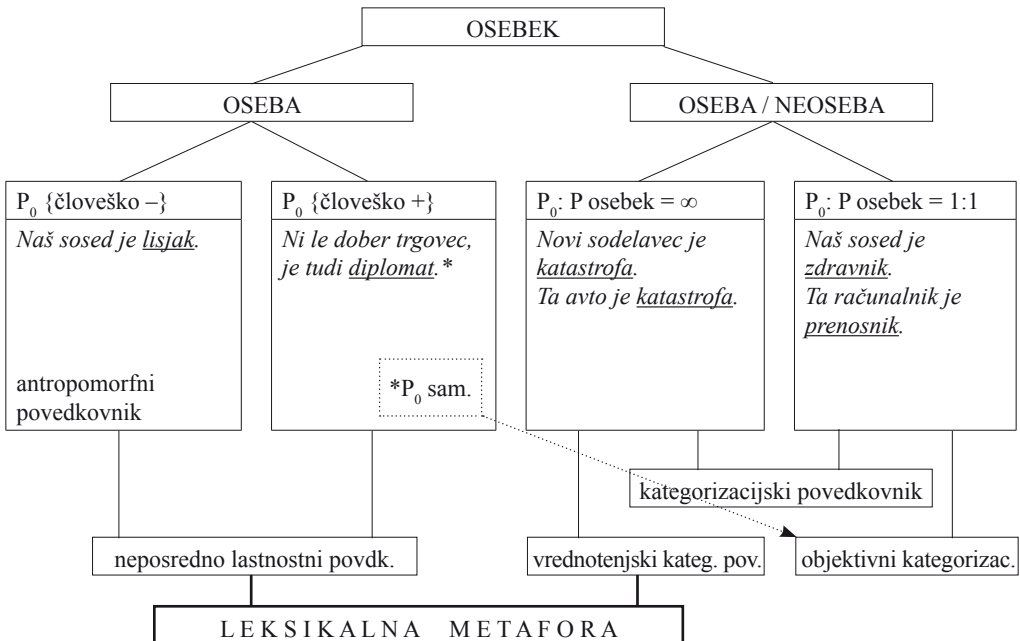 OSEBEK
OSEBA
OSEBA / NEOSEBA
P₀ {človeško –}
Naš sosed je lisjak.
antropomorfni
povedkovnik
P₀ {človeško +}
Ni le dober trgovec,
je tudi diplomat.*
*P₀ sam.
P₀: P osebek = ∞
Novi sodelavec je
katastrofa.
Ta avto je katastrofa.
P₀: P osebek = 1:1
Naš sosed je
zdravnik.
Ta računalnik je
prenosnik.
kategorizacijski povedkovnik
neposredno lastnostni povdk.
vrednotenjski kateg. pov.
objektivni kategorizac.
LEKSIKALNA METAFORA